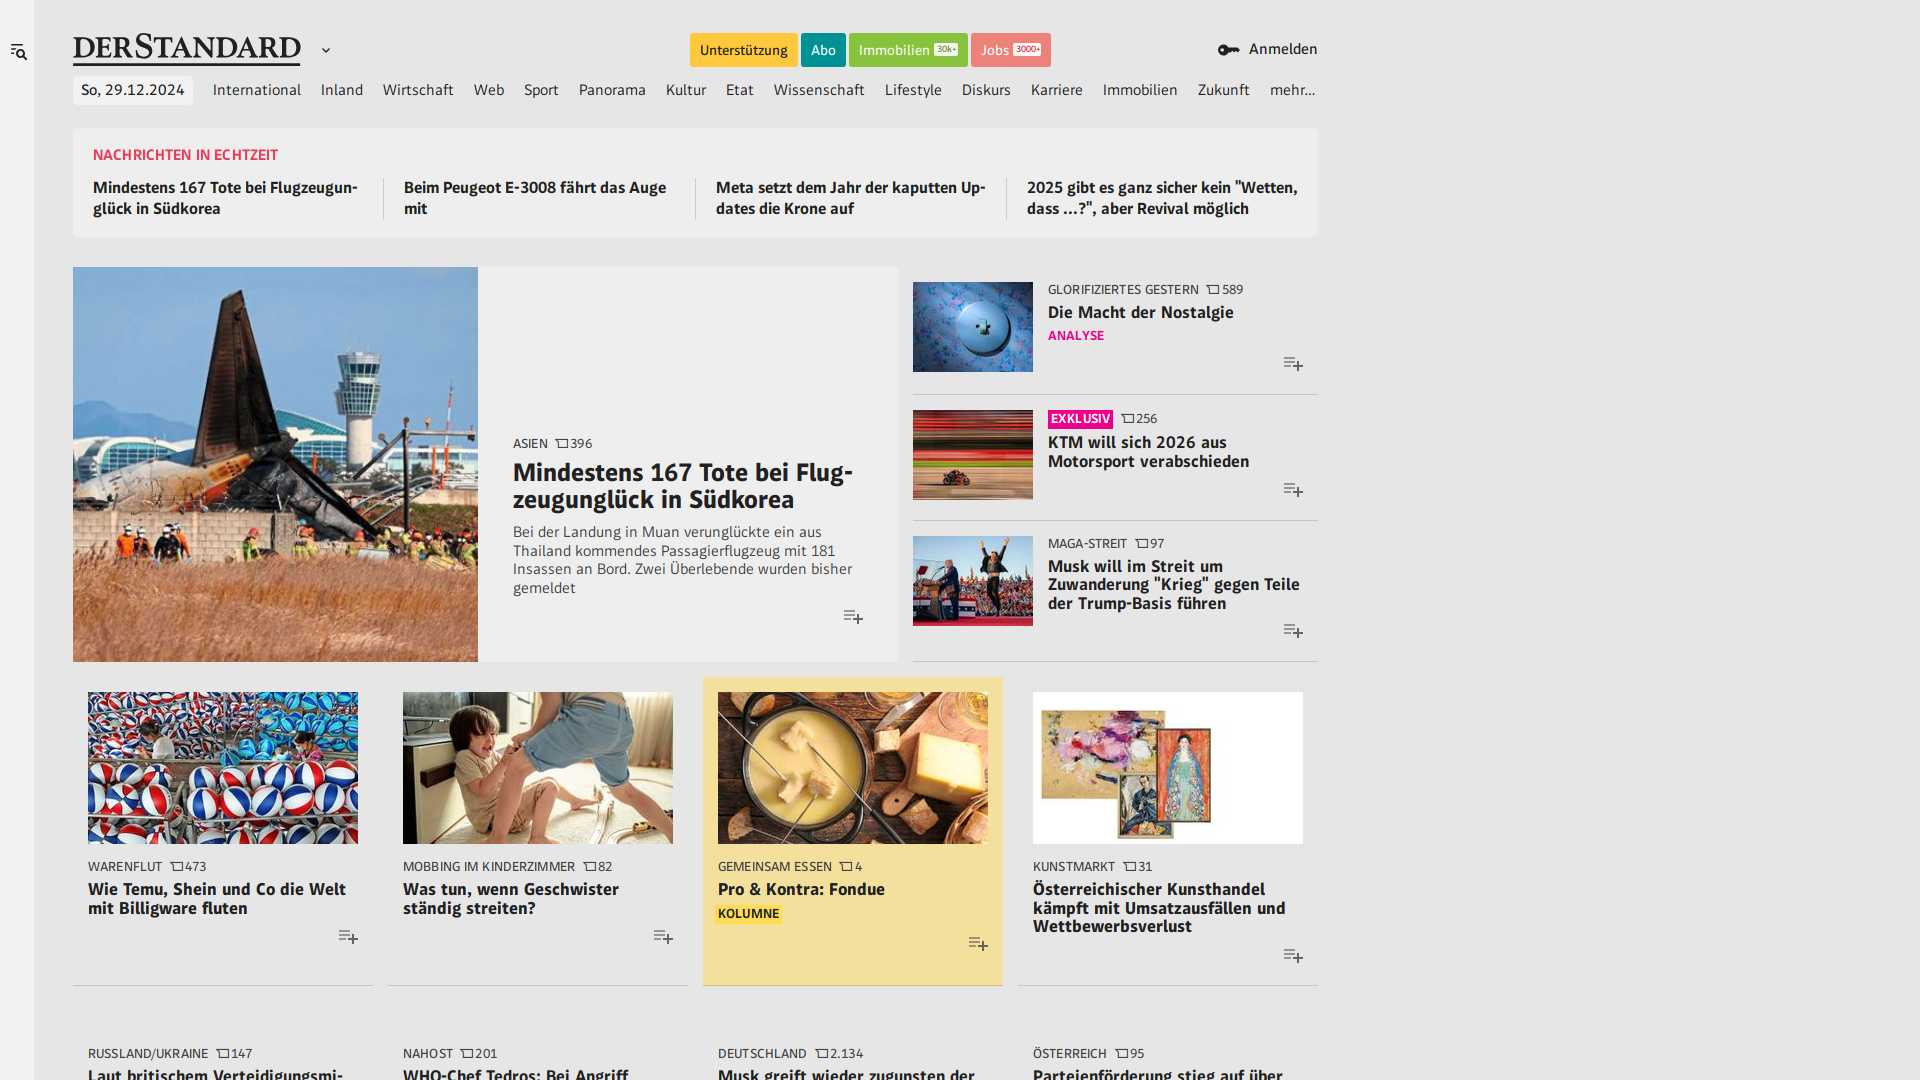 DERSTANDARD
Unterstützung
Abo
Immobilien 30k+
Jobs 3000+
Anmelden
So, 29.12.2024
International
Inland
Wirtschaft
Web
Sport
Panorama
Kultur
Etat
Wissenschaft
Lifestyle
Diskurs
Karriere
Immobilien
Zukunft
mehr...
NACHRICHTEN IN ECHTZEIT
Mindestens 167 Tote bei Flugzeugun-
glück in Südkorea
Beim Peugeot E-3008 fährt das Auge
mit
Meta setzt dem Jahr der kaputten Up-
dates die Krone auf
2025 gibt es ganz sicher kein "Wetten,
dass ...?", aber Revival möglich
ASIEN 396
Mindestens 167 Tote bei Flug-
zeugunglück in Südkorea
Bei der Landung in Muan verunglückte ein aus
Thailand kommendes Passagierflugzeug mit 181
Insassen an Bord. Zwei Überlebende wurden bisher
gemeldet
GLORIFIZIERTES GESTERN 589
Die Macht der Nostalgie
ANALYSE
EXKLUSIV 256
KTM will sich 2026 aus
Motorsport verabschieden
MAGA-STREIT 97
Musk will im Streit um
Zuwanderung "Krieg" gegen Teile
der Trump-Basis führen
WARENFLUT 473
Wie Temu, Shein und Co die Welt
mit Billigware fluten
MOBBING IM KINDERZIMMER 82
Was tun, wenn Geschwister
ständig streiten?
GEMEINSAM ESSEN 4
Pro & Kontra: Fondue
KOLUMNE
KUNSTMARKT 31
Österreichischer Kunsthandel
kämpft mit Umsatzausfällen und
Wettbewerbsverlust
RUSSLAND/UKRAINE 147
Laut britischem Verteidigungsmi-
NAHOST 201
WHO-Chef Tedros: Bei Angriff
DEUTSCHLAND 2.134
Musk greift wieder zugunsten der
ÖSTERREICH 95
Parteienförderung stieg auf über